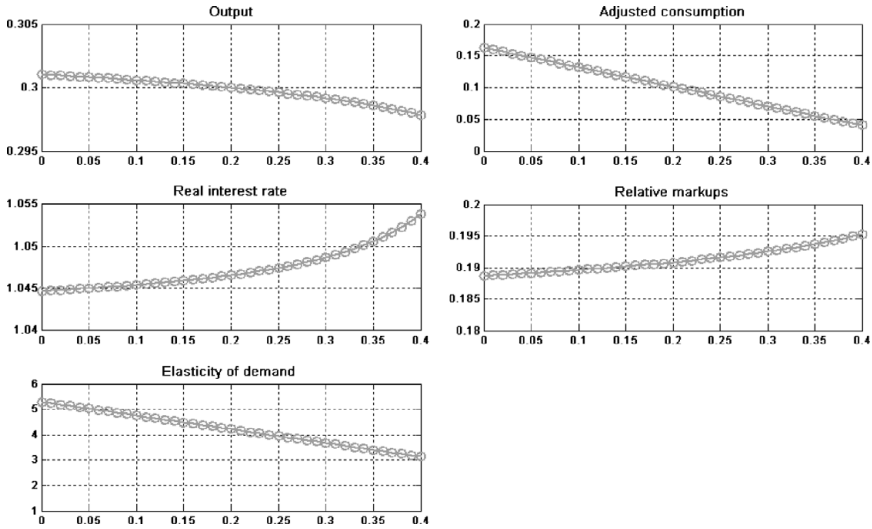 Output
0.305
0.3
0.295
0 0.05 0.1 0.15 0.2 0.25 0.3 0.35 0.4
Adjusted consumption
0.2
0.15
0.1
0.05
0
0 0.05 0.1 0.15 0.2 0.25 0.3 0.35 0.4
Real interest rate
1.055
1.05
1.045
1.04
0 0.05 0.1 0.15 0.2 0.25 0.3 0.35 0.4
Relative markups
0.2
0.195
0.19
0.185
0.18
0 0.05 0.1 0.15 0.2 0.25 0.3 0.35 0.4
Elasticity of demand
6
5
4
3
2
1
0 0.05 0.1 0.15 0.2 0.25 0.3 0.35 0.4